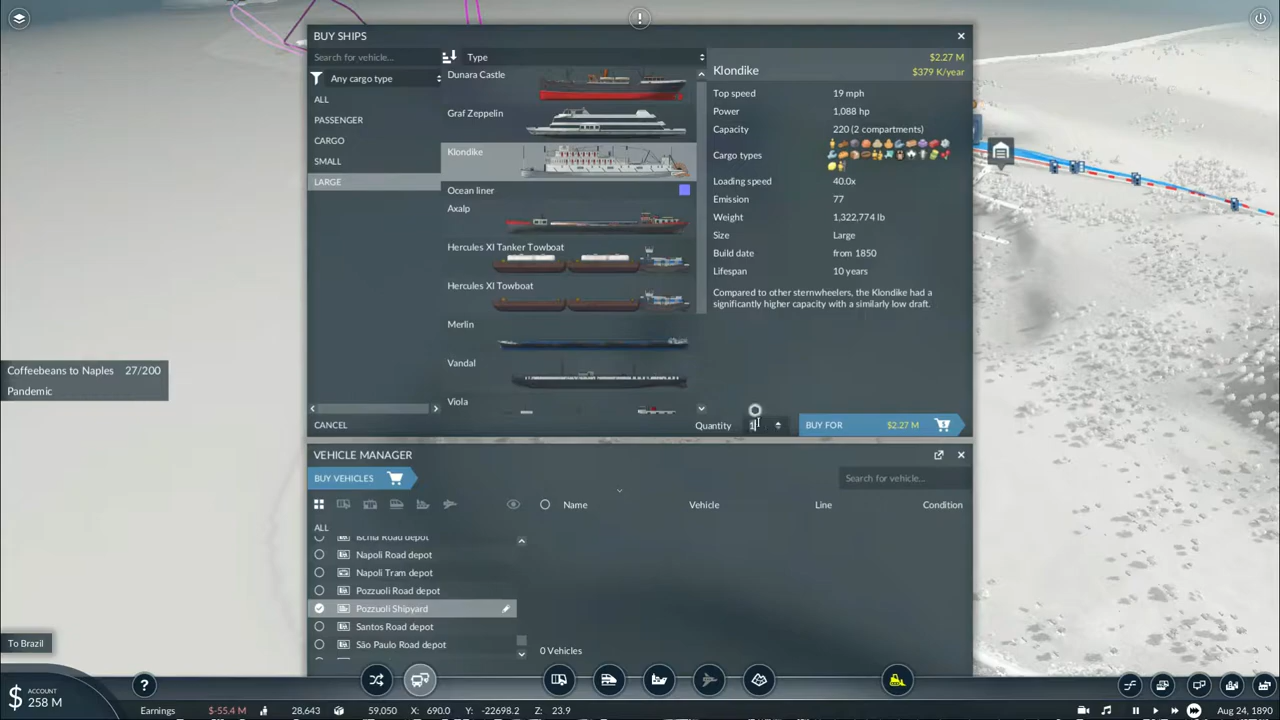 BUY SHIPS
Search for vehicle...
Type
Any cargo type
ALL
PASSENGER
CARGO
SMALL
LARGE
Dunara Castle
Graf Zeppelin
Klondike
Ocean liner
Axalp
Hercules XI Tanker Towboat
Hercules XI Towboat
Merlin
Vandal
Viola
$2.27 M
Klondike
$379 K/year
Top speed 19 mph
Power 1,088 hp
Capacity 220 (2 compartments)
Cargo types
Loading speed 40.0x
Emission 77
Weight 1,322,774 lb
Size Large
Build date from 1850
Lifespan 10 years
Compared to other sternwheelers, the Klondike had a
significantly higher capacity with a similarly low draft.
CANCEL
Quantity 1
BUY FOR $2.27 M
Coffeebeans to Naples 27/200
Pandemic
VEHICLE MANAGER
BUY VEHICLES
Search for vehicle...
Name Vehicle Line Condition
ALL
Ischia Road depot
Napoli Road depot
Napoli Tram depot
Pozzuoli Road depot
Pozzuoli Shipyard
Santos Road depot
São Paulo Road depot
0 Vehicles
To Brazil
$ ACCOUNT
258 M
?
Earnings $-55.4 M 28,643 59,050 X: 690.0 Y: -22698.2 Z: 23.9
Aug 24, 1890